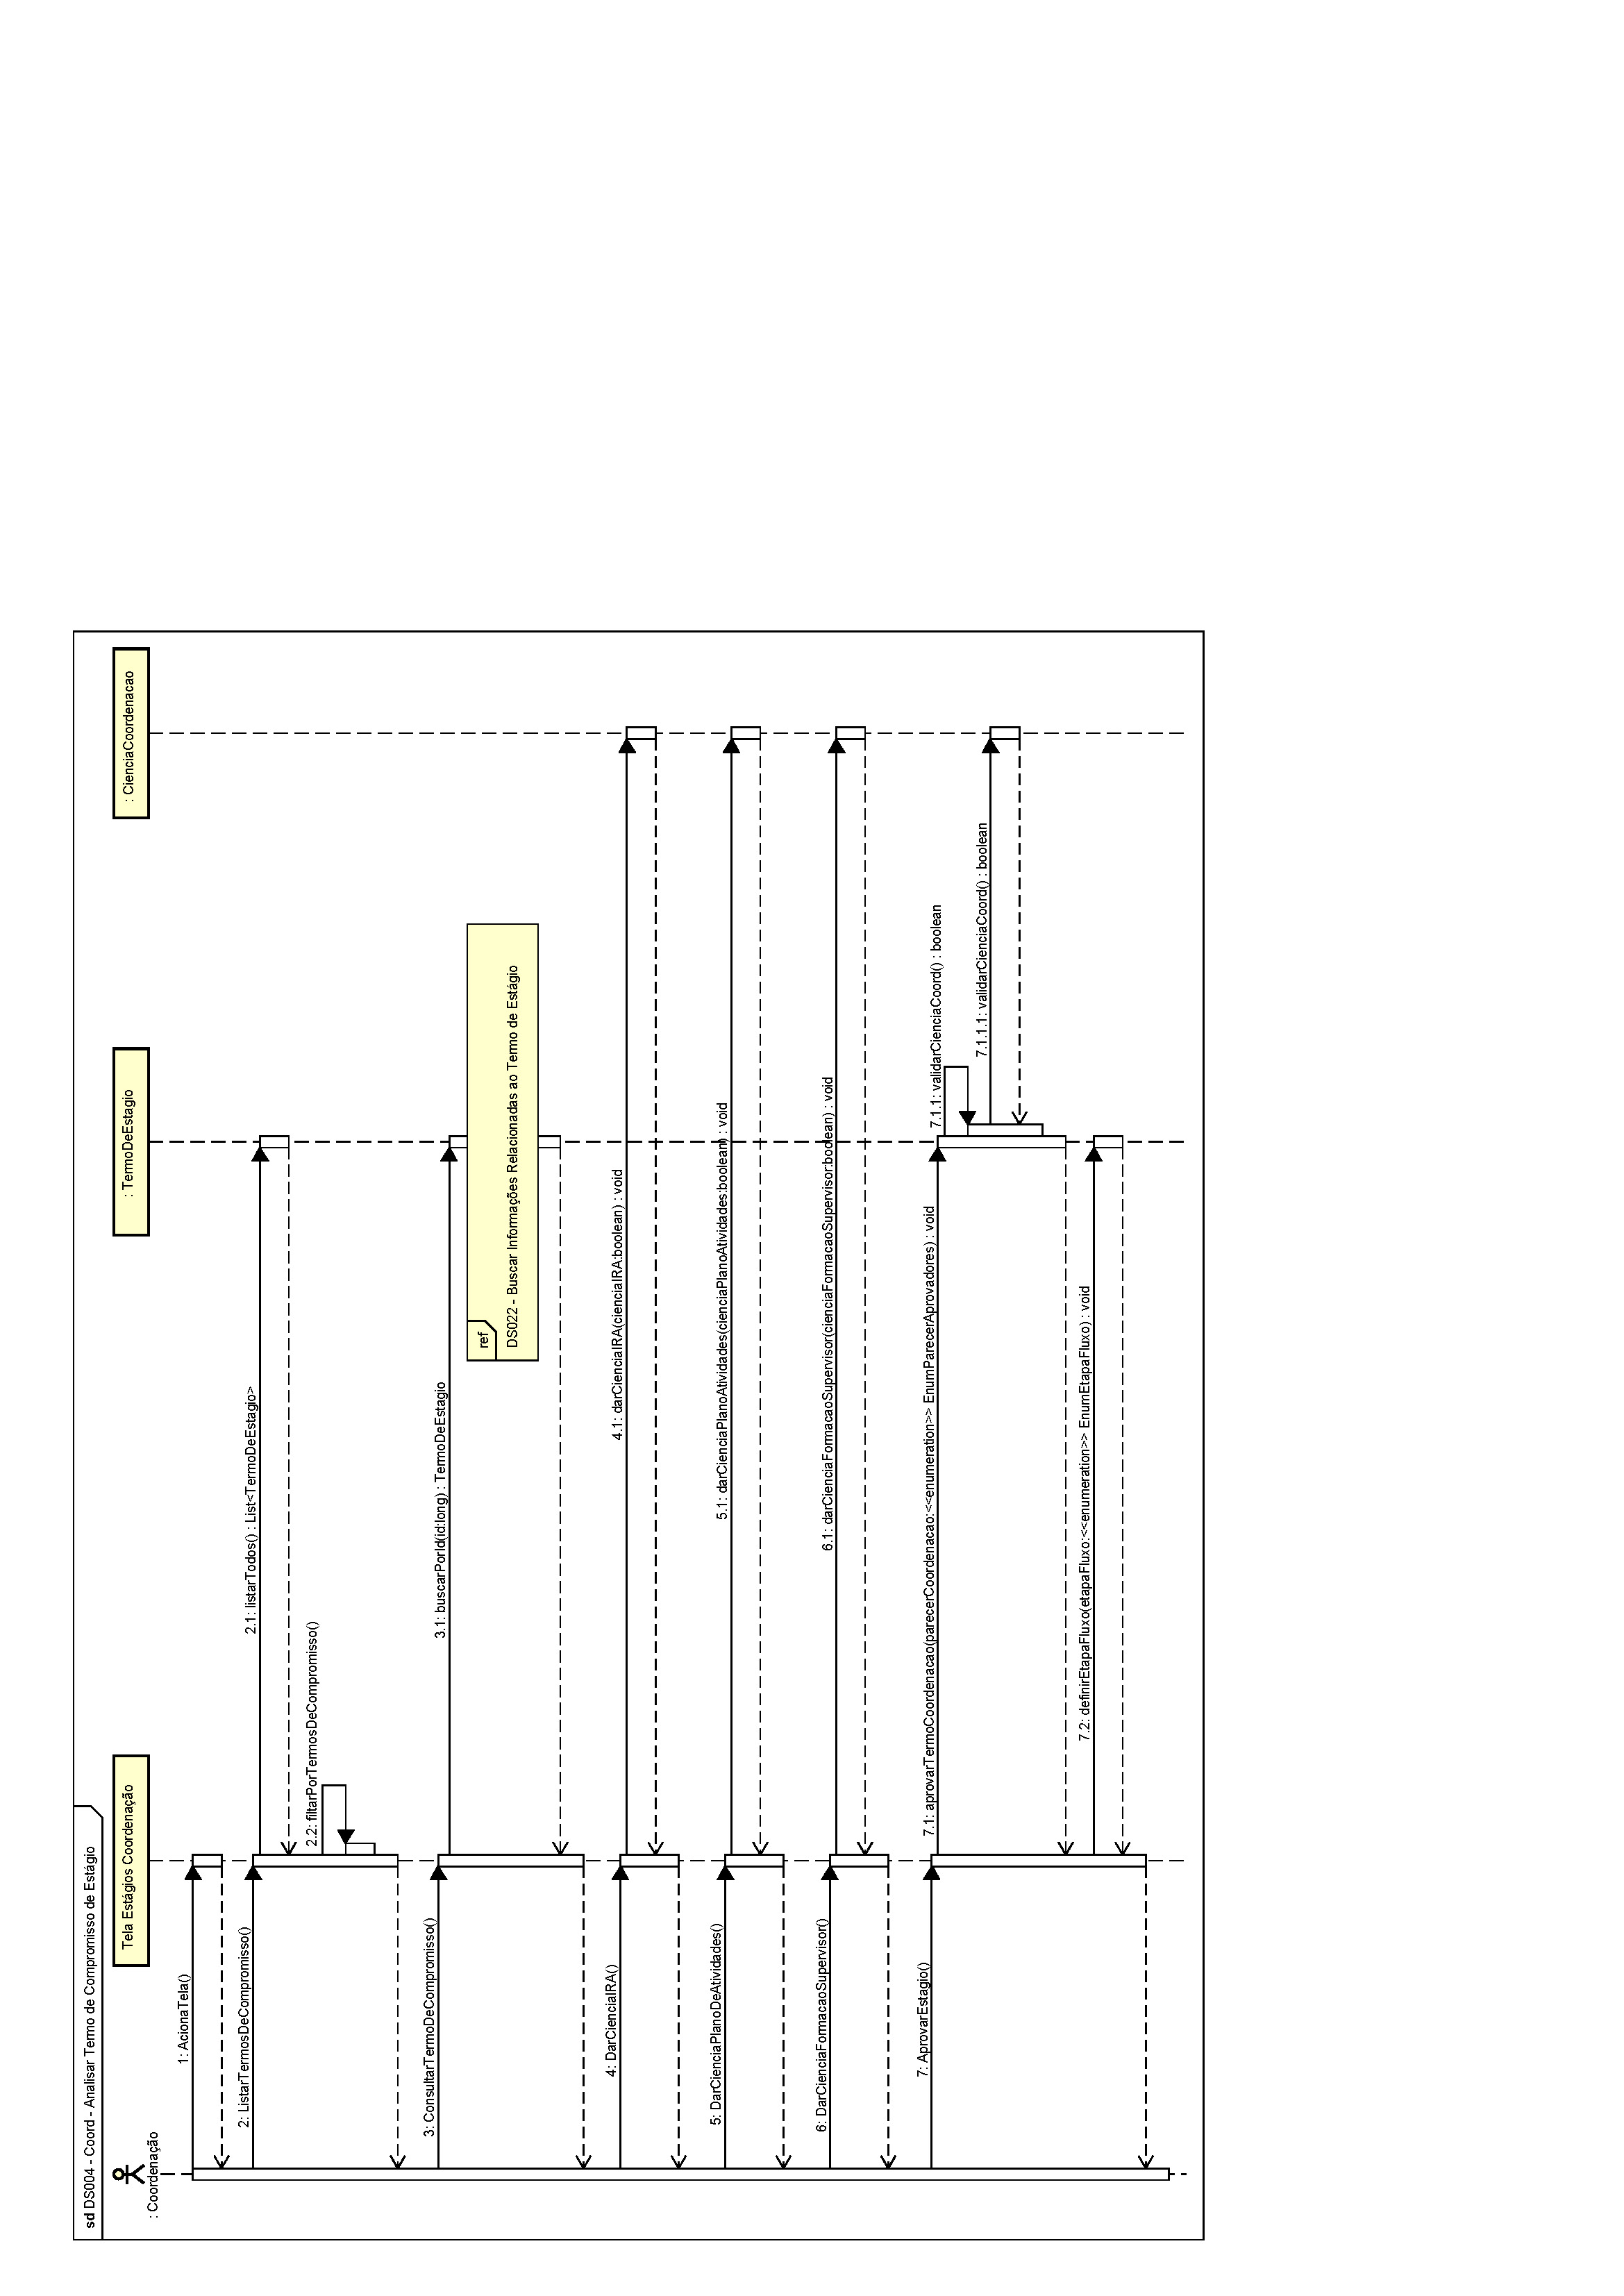 sd DS004 - Coord - Analisar Termo de Compromisso de Estágio
: Coordenação
Tela Estágios Coordenação
: TermoDeEstagio
: CienciaCoordenacao
1: AcionaTela()
2: ListarTermosDeCompromisso()
2.1: listarTodos() : List<TermoDeEstagio>
2.2: filtarPorTermosDeCompromisso()
3: ConsultarTermoDeCompromisso()
3.1: buscarPorId(id:long) : TermoDeEstagio
ref
DS022 - Buscar Informações Relacionadas ao Termo de Estágio
4: DarCienciaIRA()
4.1: darCienciaIRA(cienciaIRA:boolean) : void
5: DarCienciaPlanoDeAtividades()
5.1: darCienciaPlanoAtividades(cienciaPlanoAtividades:boolean) : void
6: DarCienciaFormacaoSupervisor()
6.1: darCienciaFormacaoSupervisor(cienciaFormacaoSupervisor:boolean) : void
7: AprovarEstagio()
7.1: aprovarTermoCoordenacao(parecerCoordenacao:<<enumeration>> EnumParecerAprovadores) : void
7.1.1: validarCienciaCoord() : boolean
7.1.1.1: validarCienciaCoord() : boolean
7.2: definirEtapaFluxo(etapaFluxo:<<enumeration>> EnumEtapaFluxo) : void